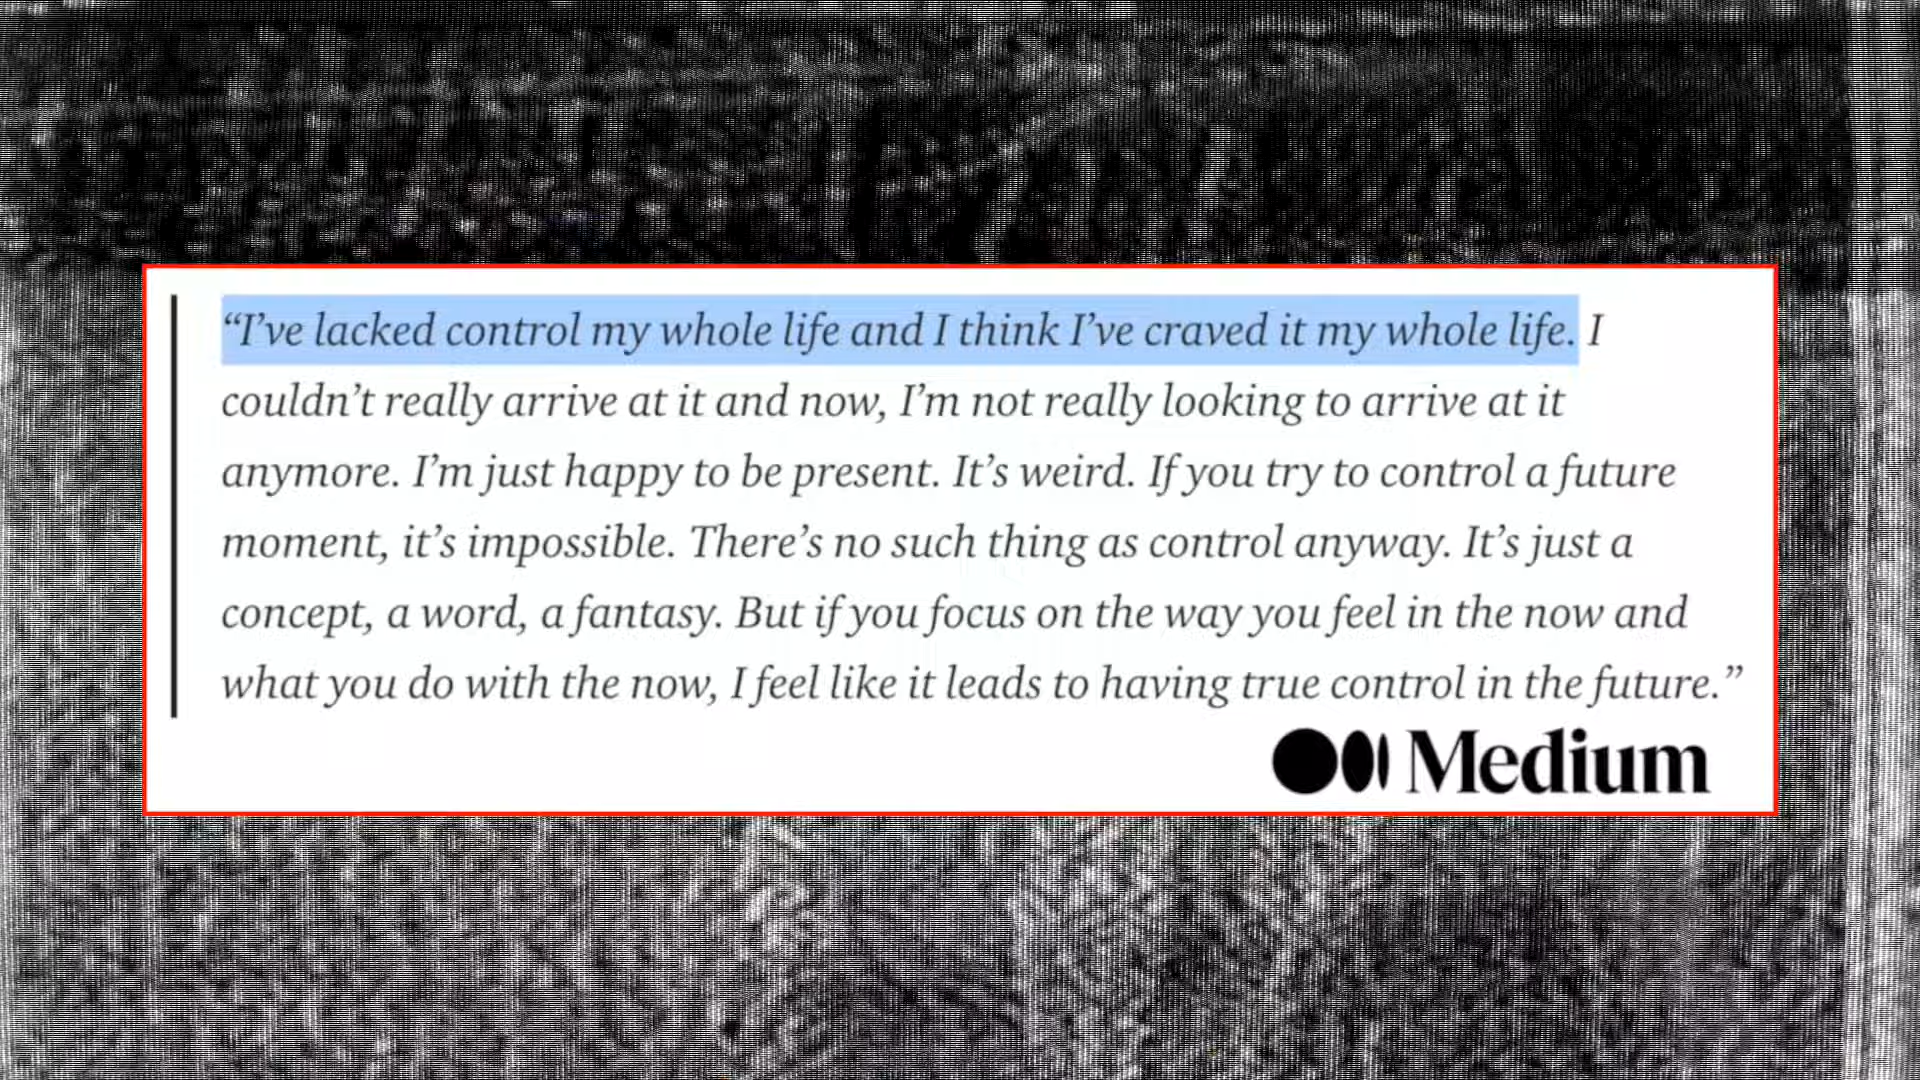 “I’ve lacked control my whole life and I think I’ve craved it my whole life. I
couldn’t really arrive at it and now, I’m not really looking to arrive at it
anymore. I’m just happy to be present. It’s weird. If you try to control a future
moment, it’s impossible. There’s no such thing as control anyway. It’s just a
concept, a word, a fantasy. But if you focus on the way you feel in the now and
what you do with the now, I feel like it leads to having true control in the future.”
Medium